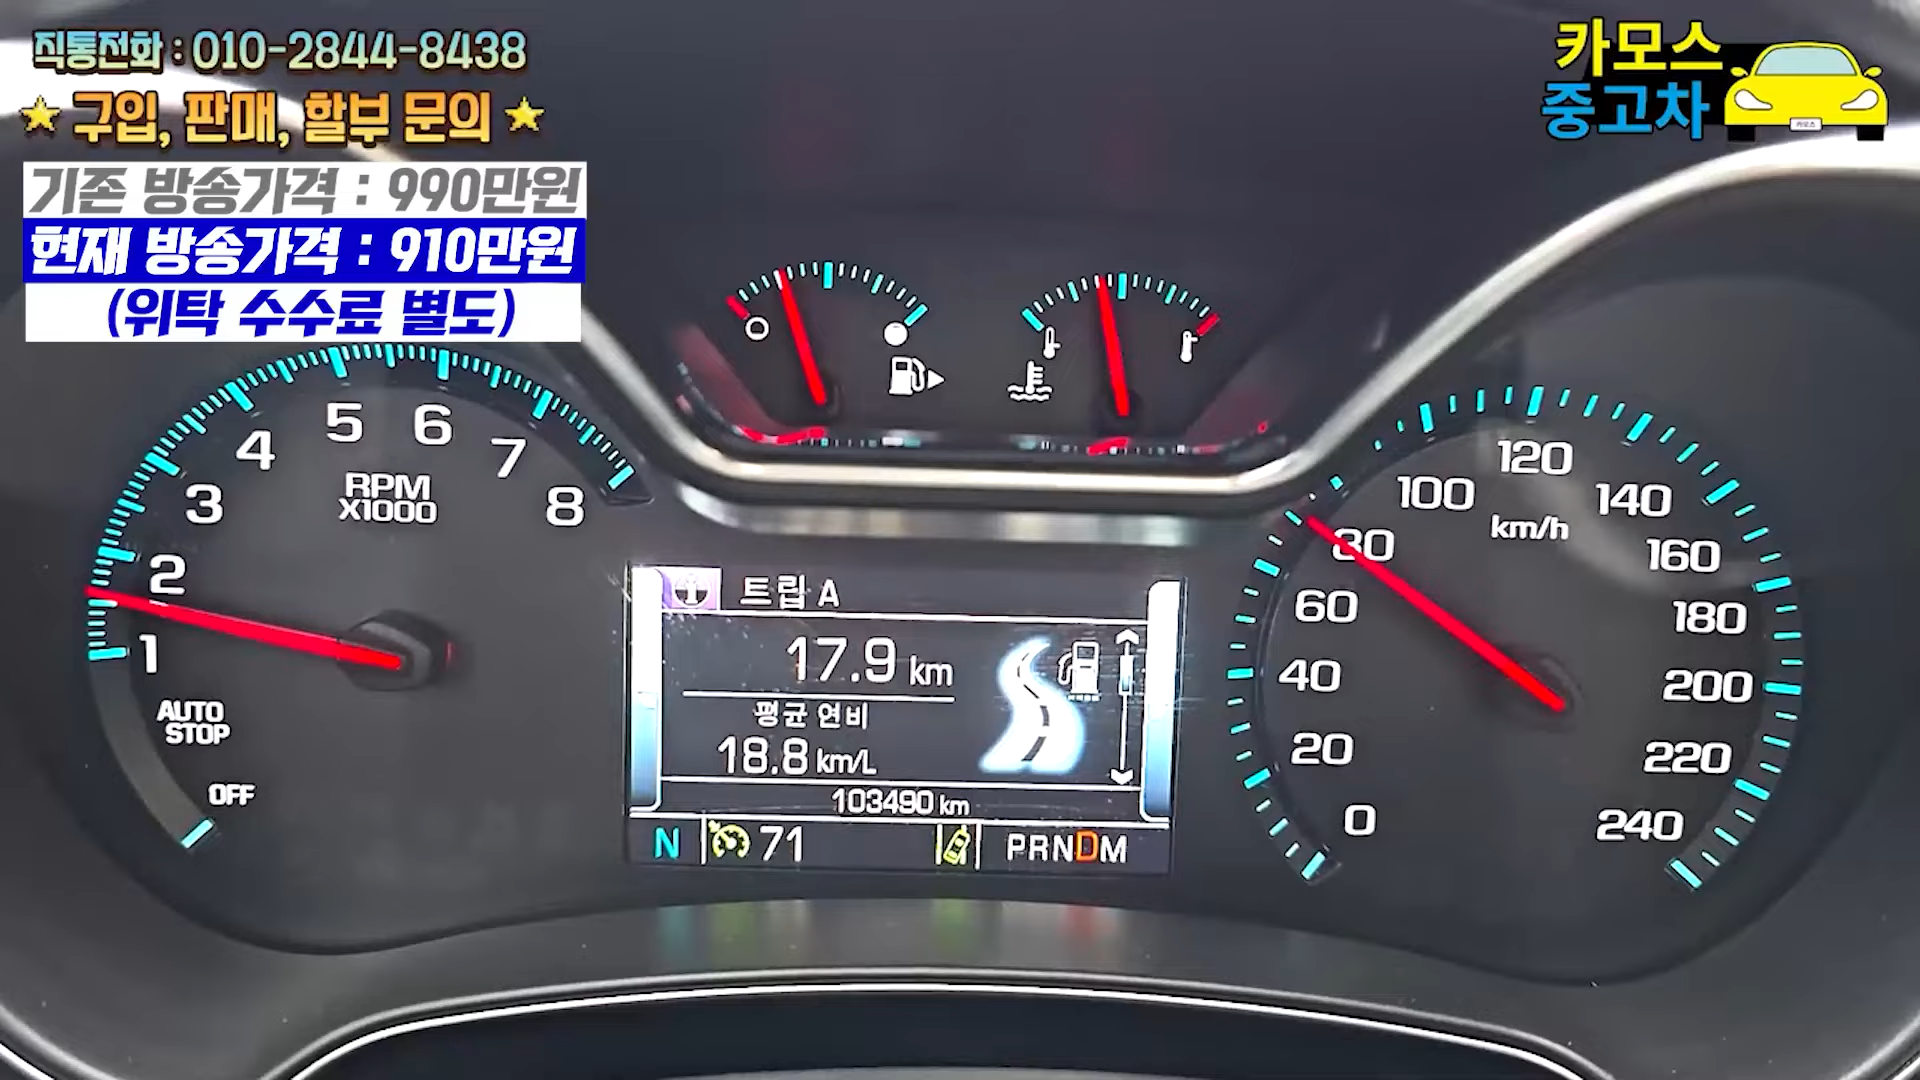 직통전화 : 010-2844-8438
★ 구입, 판매, 할부 문의 ★
기존 방송가격 : 990만원
현재 방송가격 : 910만원
(위탁 수수료 별도)
카모스
중고차
카모스
OFF
AUTO
STOP
1
2
3
4
5
6
7
8
RPM
X1000
트립 A
17.9 km
평균 연비
18.8 km/L
103490 km
N 71 PRNDM
0
20
40
60
80
100
120
140
160
180
200
220
240
km/h